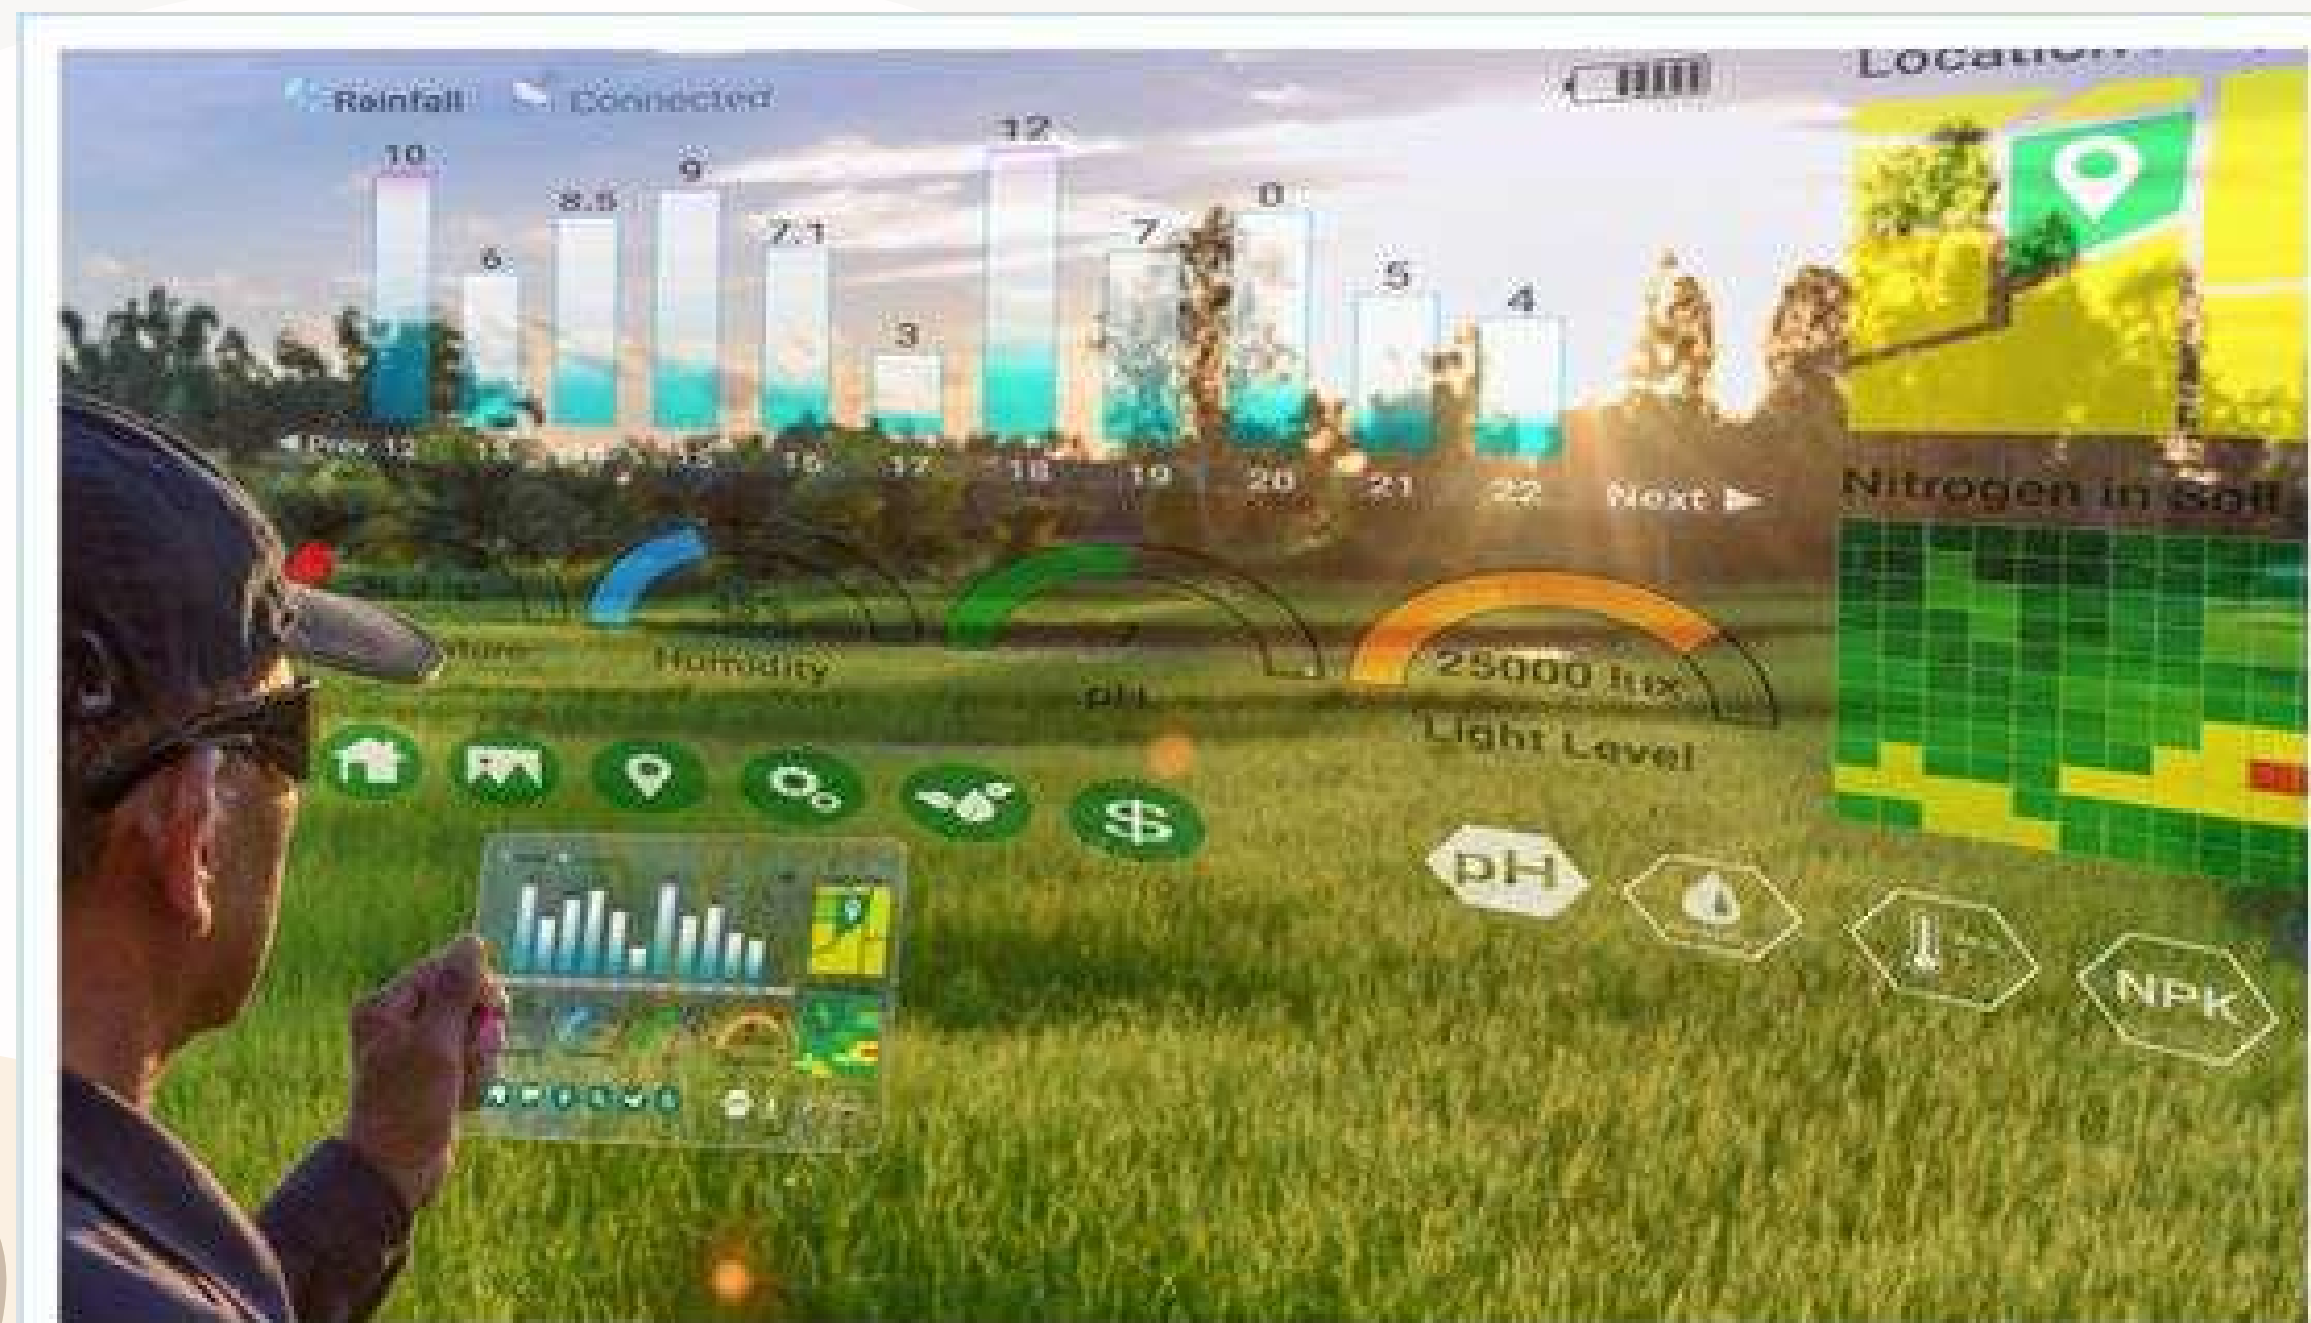 Rainfall Connected
Location
10 6 8.5 9 7.1 3 12 7 0 5 4
Prev 12 13 15 16 17 18 19 20 21 22 Next
Nitrogen in Soil
Humidity
pH
25000 lux
Light Level
pH
NPK
$